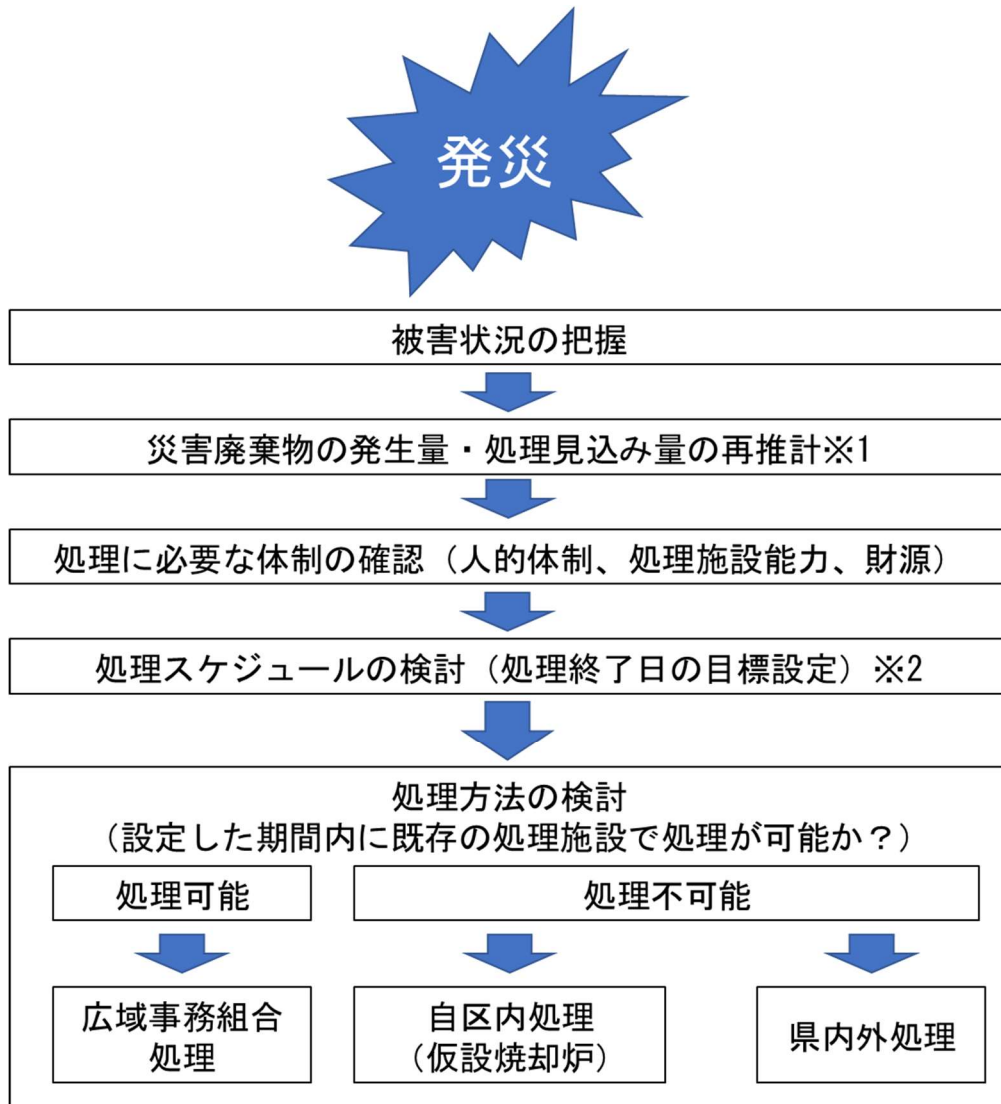 発災
被害状況の把握
災害廃棄物の発生量・処理見込み量の再推計※1
処理に必要な体制の確認（人的体制、処理施設能力、財源）
処理スケジュールの検討（処理終了日の目標設定）※2
処理方法の検討
（設定した期間内に既存の処理施設で処理が可能か？）
処理可能
処理不可能
広域事務組合
処理
自区内処理
（仮設焼却炉）
県内外処理